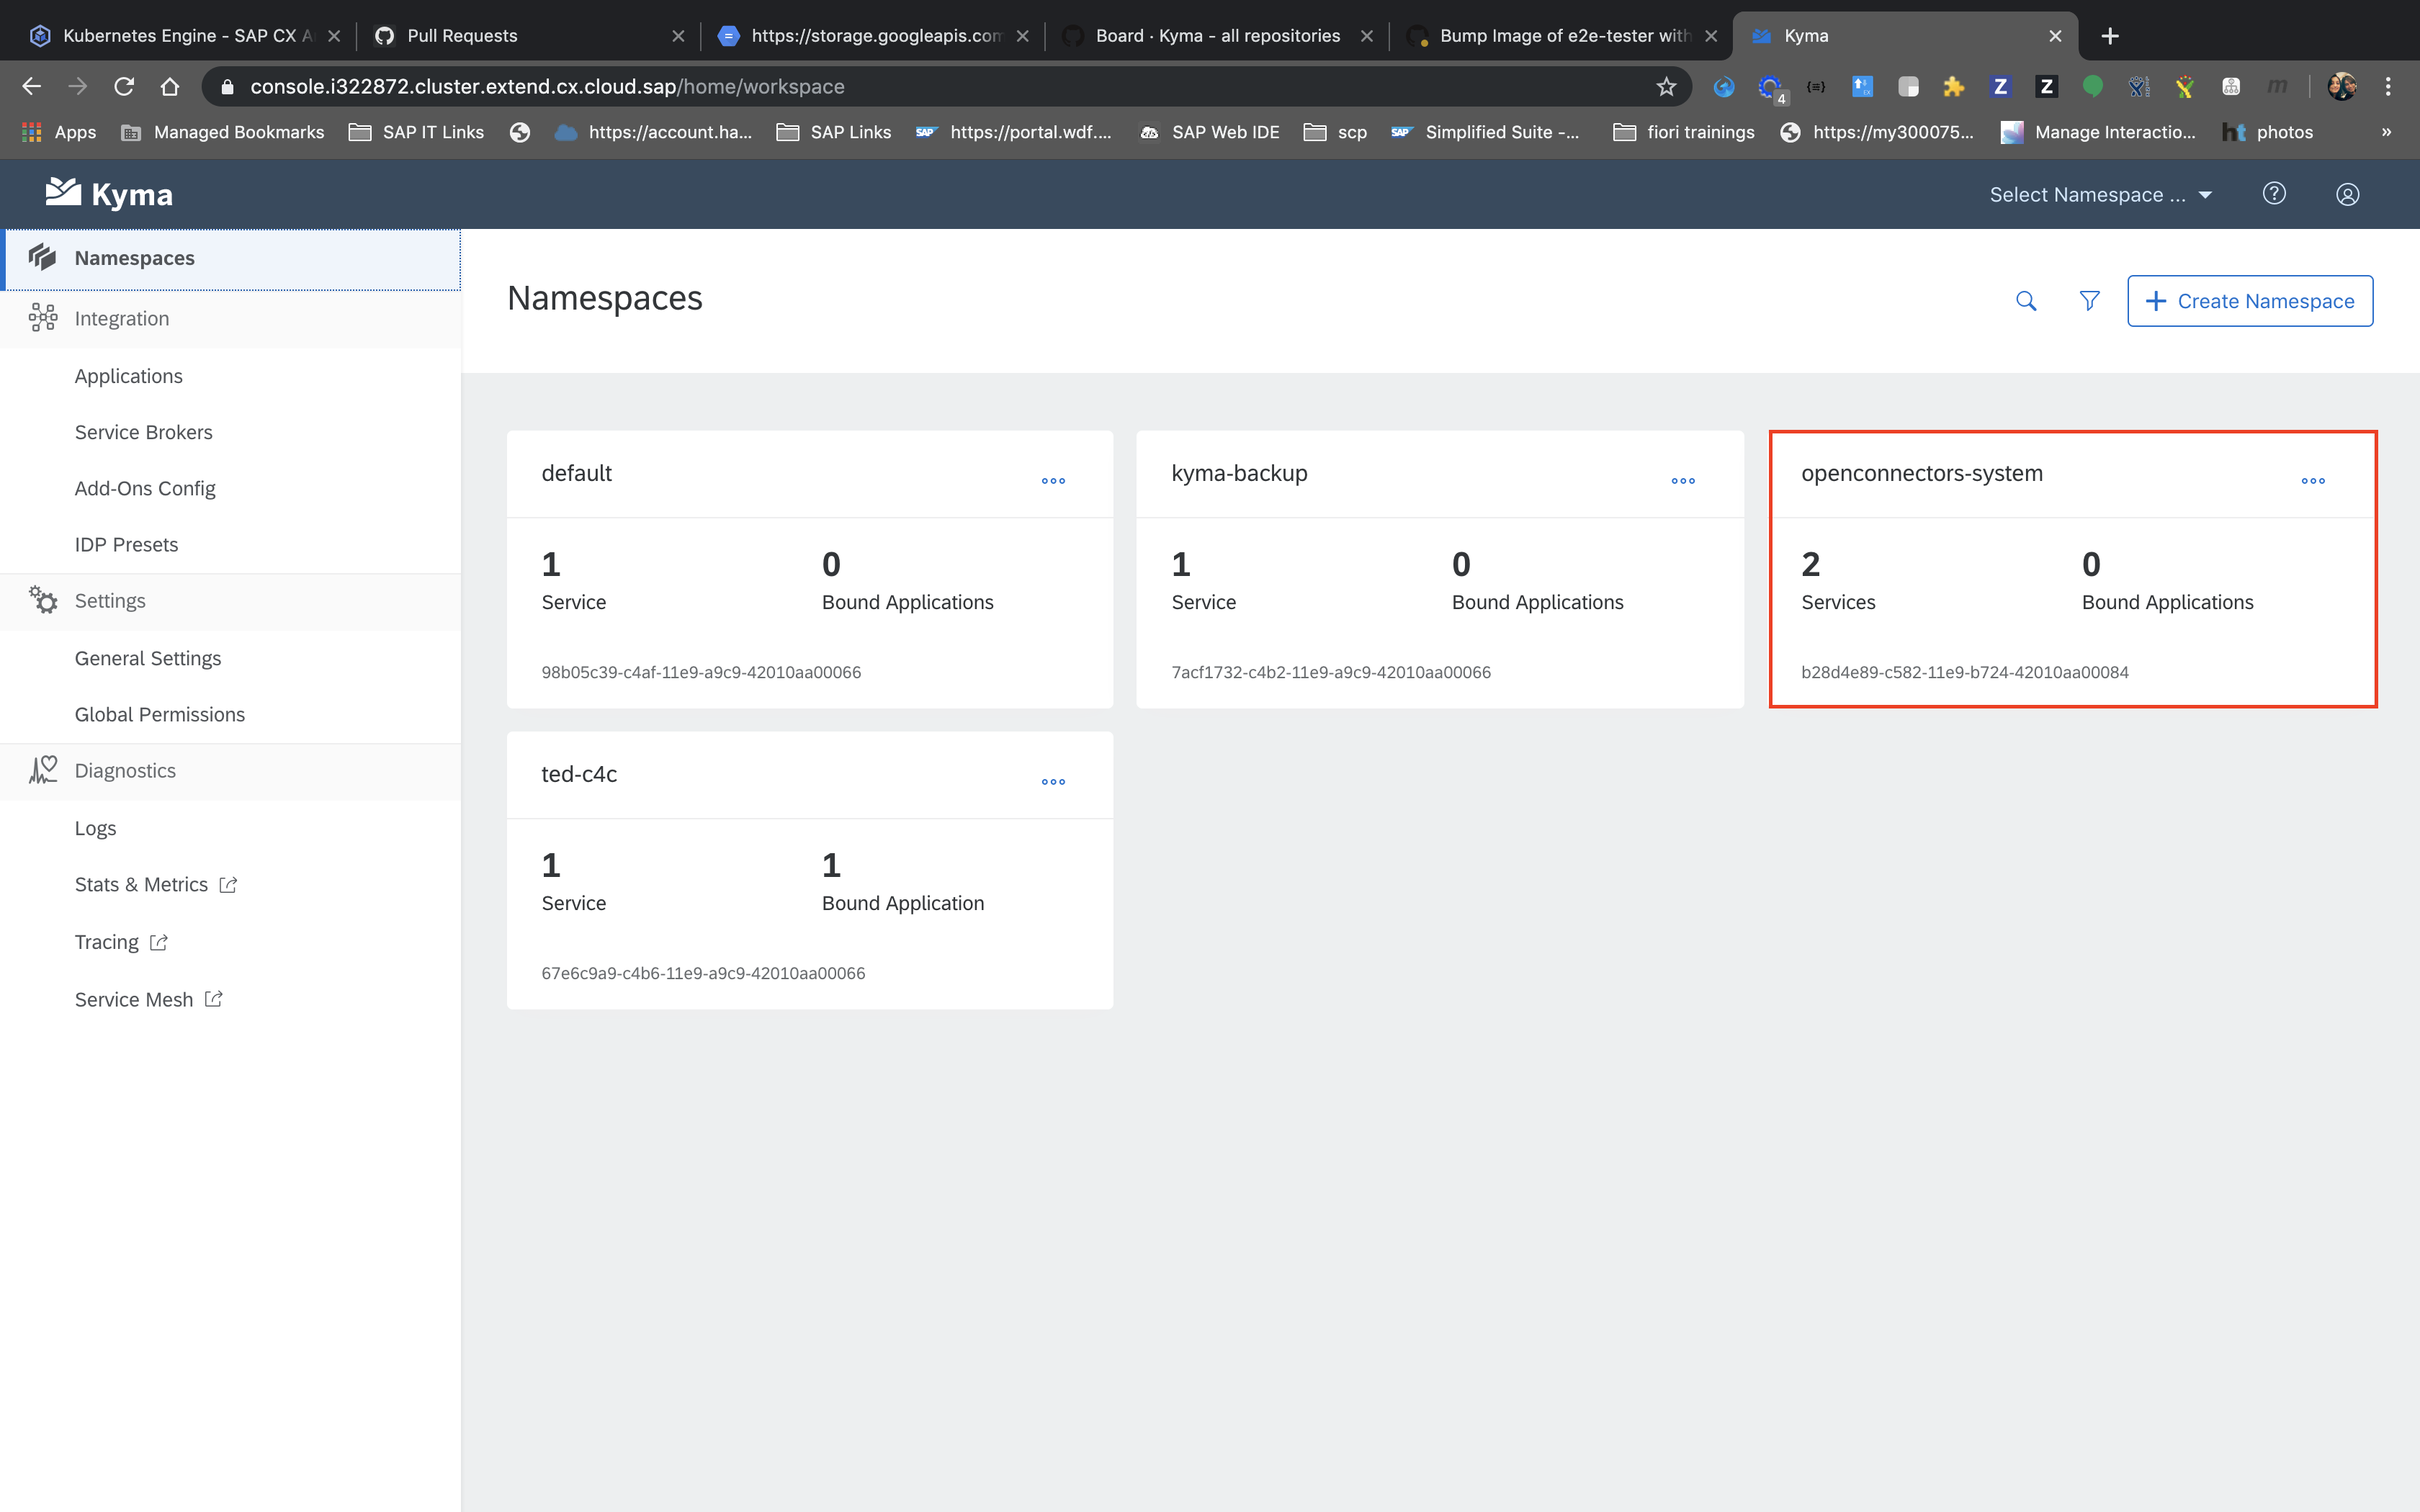 Kubernetes Engine - SAP CX A
Pull Requests
https://storage.googleapis.com
Board · Kyma - all repositories
Bump Image of e2e-tester with
Kyma
console.i322872.cluster.extend.cx.cloud.sap/home/workspace
4
Apps
Managed Bookmarks
SAP IT Links
https://account.ha...
SAP Links
SAP
https://portal.wdf....
SAP Web IDE
scp
SAP
Simplified Suite -...
fiori trainings
https://my300075...
Manage Interactio...
ht
photos
»
Kyma
Select Namespace ...
Namespaces
Integration
Applications
Service Brokers
Add-Ons Config
IDP Presets
Settings
General Settings
Global Permissions
Diagnostics
Logs
Stats & Metrics
Tracing
Service Mesh
Namespaces
+ Create Namespace
default
1
Service
0
Bound Applications
98b05c39-c4af-11e9-a9c9-42010aa00066
kyma-backup
1
Service
0
Bound Applications
7acf1732-c4b2-11e9-a9c9-42010aa00066
openconnectors-system
2
Services
0
Bound Applications
b28d4e89-c582-11e9-b724-42010aa00084
ted-c4c
1
Service
1
Bound Application
67e6c9a9-c4b6-11e9-a9c9-42010aa00066